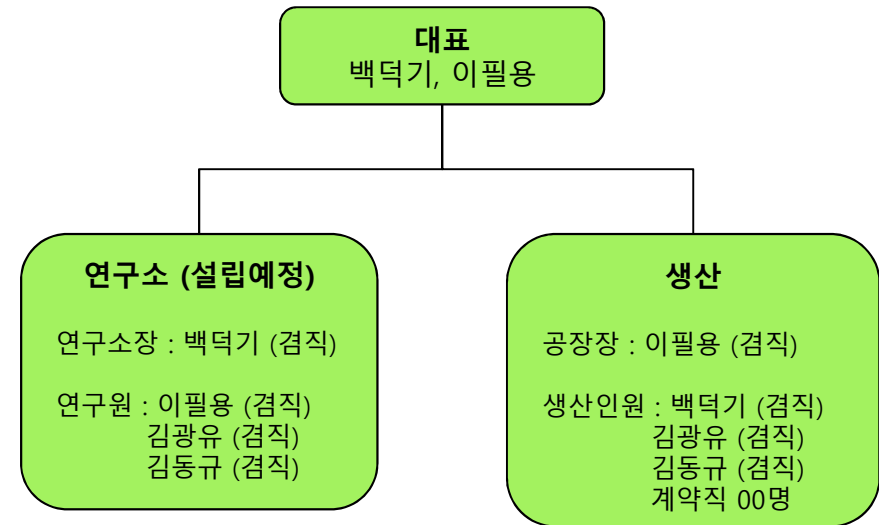 대표
백덕기, 이필용
연구소 (설립예정)
연구소장 : 백덕기 (겸직)
연구원 : 이필용 (겸직)
김광유 (겸직)
김동규 (겸직)
생산
공장장 : 이필용 (겸직)
생산인원 : 백덕기 (겸직)
김광유 (겸직)
김동규 (겸직)
계약직 00명